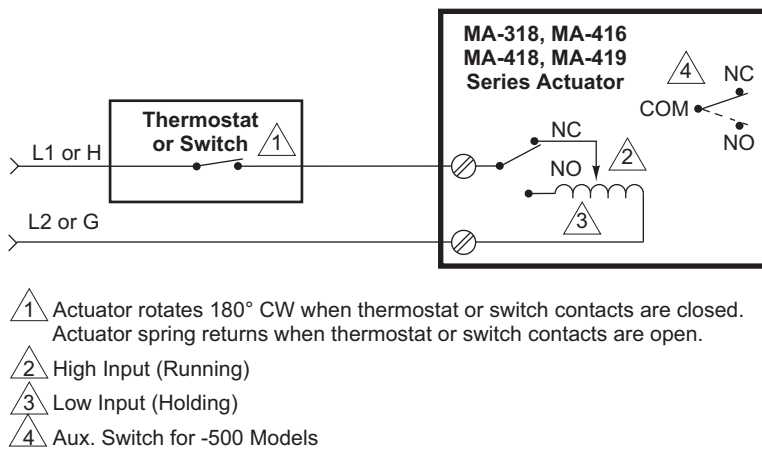 MA-318, MA-416
MA-418, MA-419
Series Actuator
4
NC
COM
NO
Thermostat
or Switch
1
L1 or H
NC
2
NO
3
L2 or G
1 Actuator rotates 180° CW when thermostat or switch contacts are closed.
Actuator spring returns when thermostat or switch contacts are open.
2 High Input (Running)
3 Low Input (Holding)
4 Aux. Switch for -500 Models